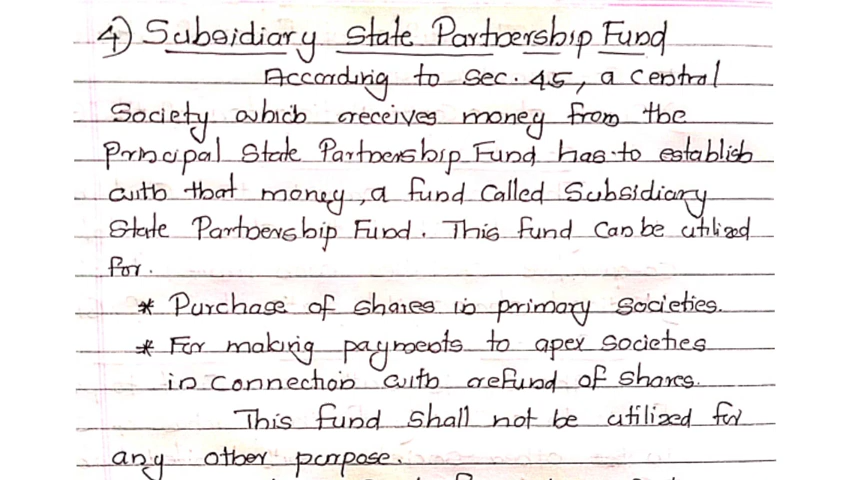 4) Subsidiary State Partnership Fund
According to Sec. 45, a central
Society which receives money from the
Principal State Partnership Fund has to establish
with that money, a fund called Subsidiary
State Partnership Fund. This fund can be utilized
for.
* Purchase of shares in primary societies.
* For making payments to apex societies
in connection with refund of shares.
This fund shall not be utilized for
any other purpose.